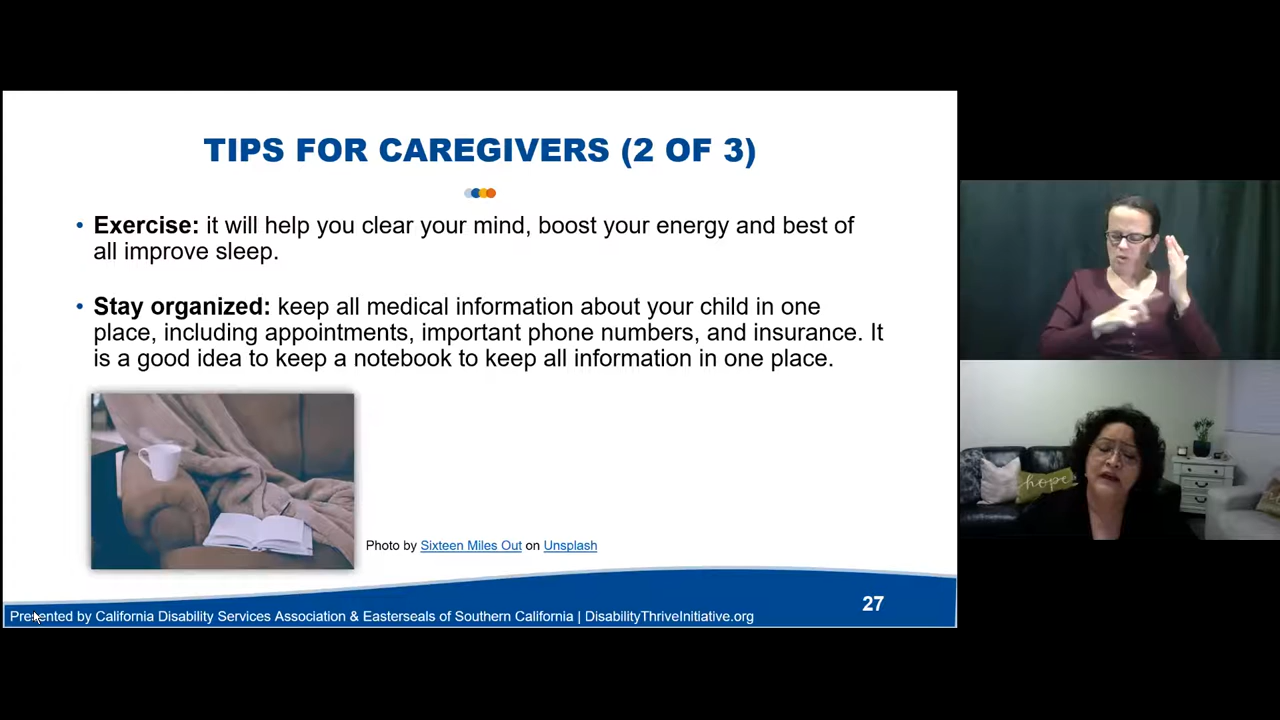 TIPS FOR CAREGIVERS (2 OF 3)
• Exercise: it will help you clear your mind, boost your energy and best of
all improve sleep.
• Stay organized: keep all medical information about your child in one
place, including appointments, important phone numbers, and insurance. It
is a good idea to keep a notebook to keep all information in one place.
Photo by Sixteen Miles Out on Unsplash
27
Presented by California Disability Services Association & Easterseals of Southern California | DisabilityThriveInitiative.org
hope